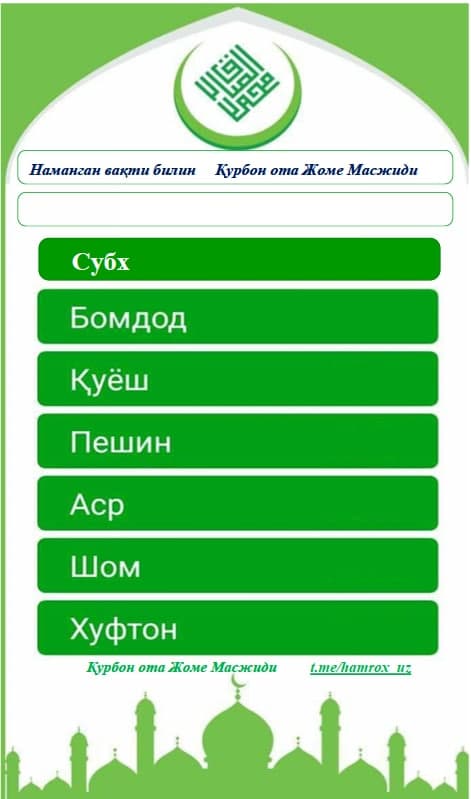 Наманган вақти билин Қурбон ота Жоме Масжиди
Субх
Бомдод
Қуёш
Пешин
Аср
Шом
Хуфтон
Қурбон ота Жоме Масжиди t.me/hamrox_uz